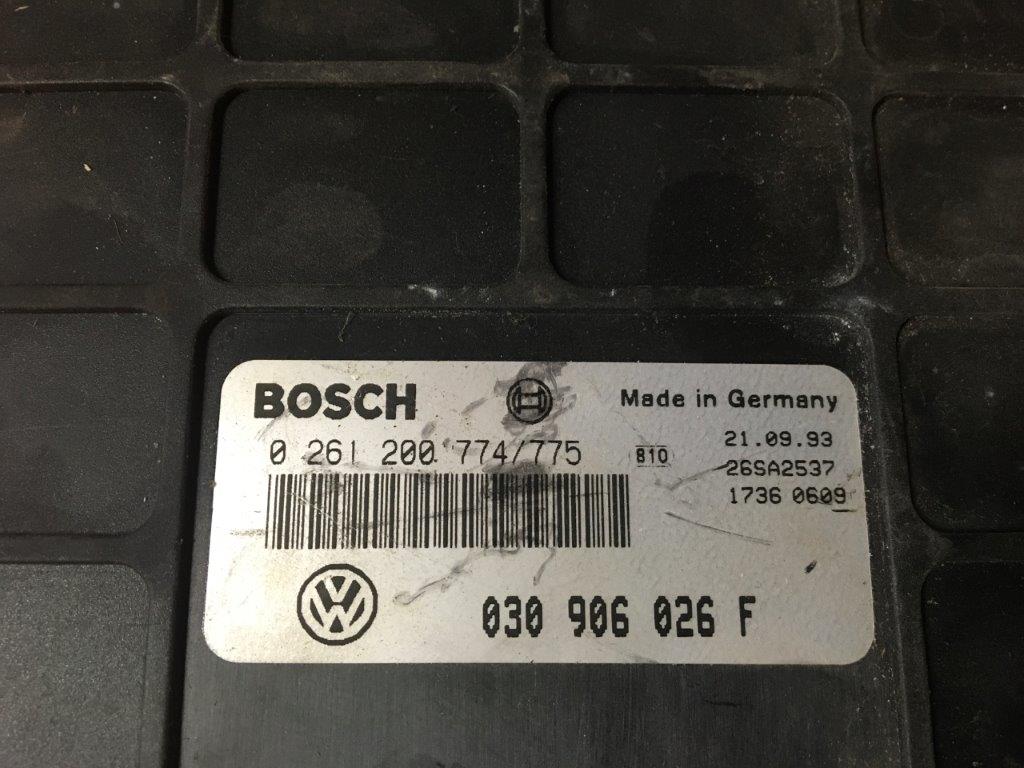 BOSCH
Made in Germany
0 261 200 774/775
810
21.09.93
26SA2537
1736 0609
VW
030 906 026 F